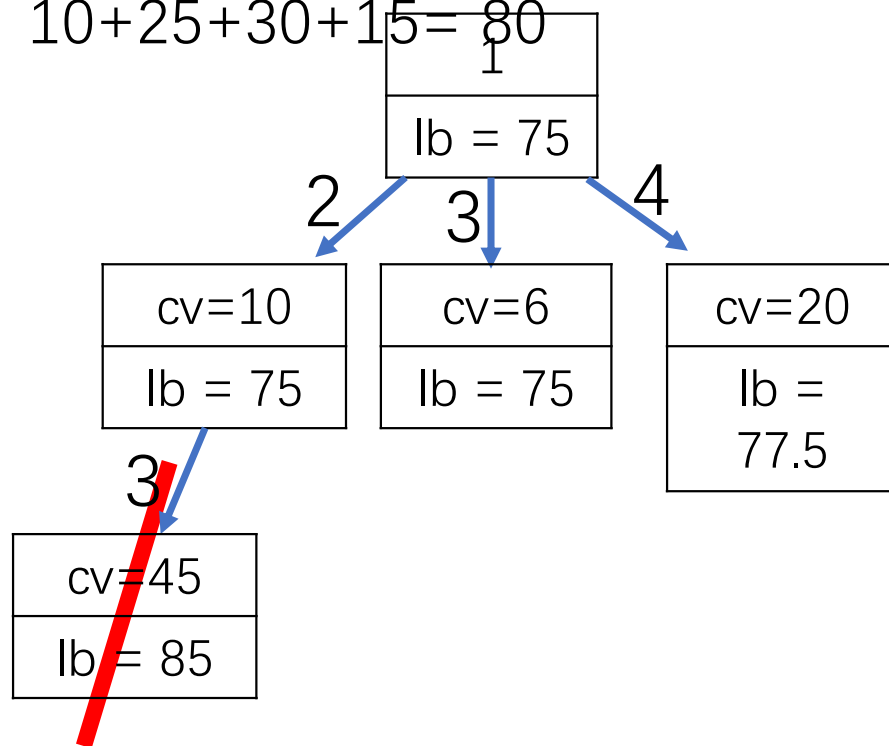 10+25+30+15= 80
1
lb = 75
2
3
4
cv=10
lb = 75
cv=6
lb = 75
cv=20
lb =
77.5
3
cv=45
lb = 85